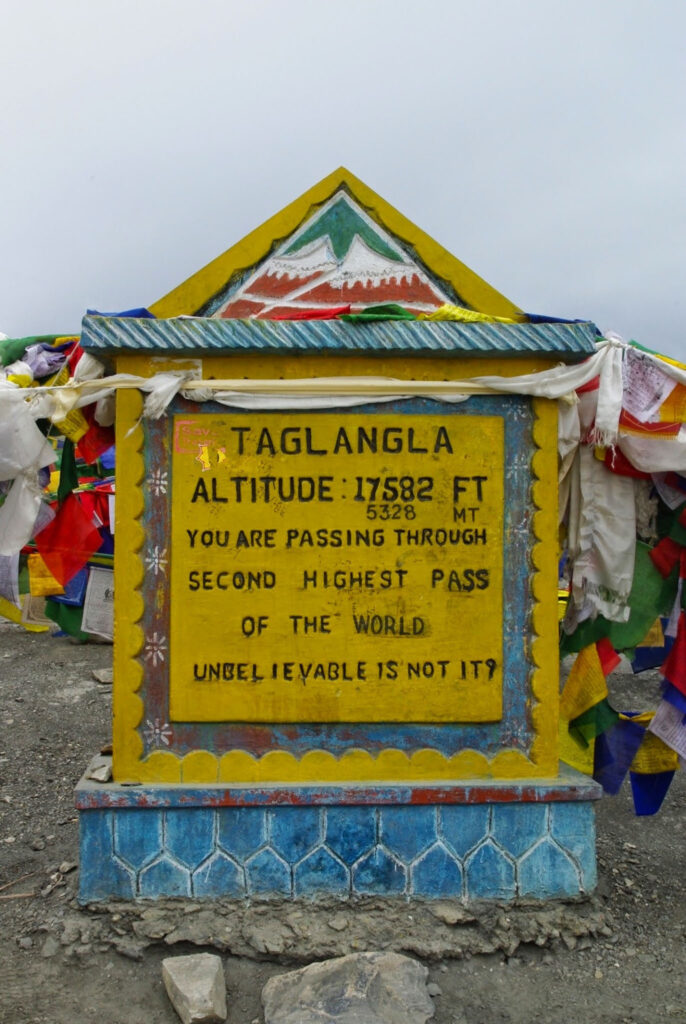 TAGLANGLA
ALTITUDE : 17582 FT
5328 MT
YOU ARE PASSING THROUGH
SECOND HIGHEST PASS
OF THE WORLD
UNBELIEVABLE IS NOT IT?